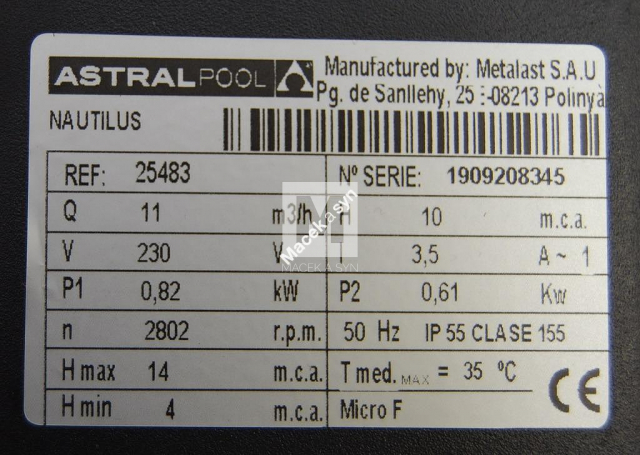 ASTRALPOOL Manufactured by: Metalast S.A.U
Pg. de Sanllehy, 25 E-08213 Polinyà
NAUTILUS
REF: 25483 Nº SERIE: 1909208345
Q 11 m3/h H 10 m.c.a.
V 230 V I 3,5 A ~ 1
P1 0,82 kW P2 0,61 Kw
n 2802 r.p.m. 50 Hz IP 55 CLASE 155
H max 14 m.c.a. T med. MAX = 35 ºC
H min 4 m.c.a. Micro F
CE
Maceka syn
MACEKA SYN